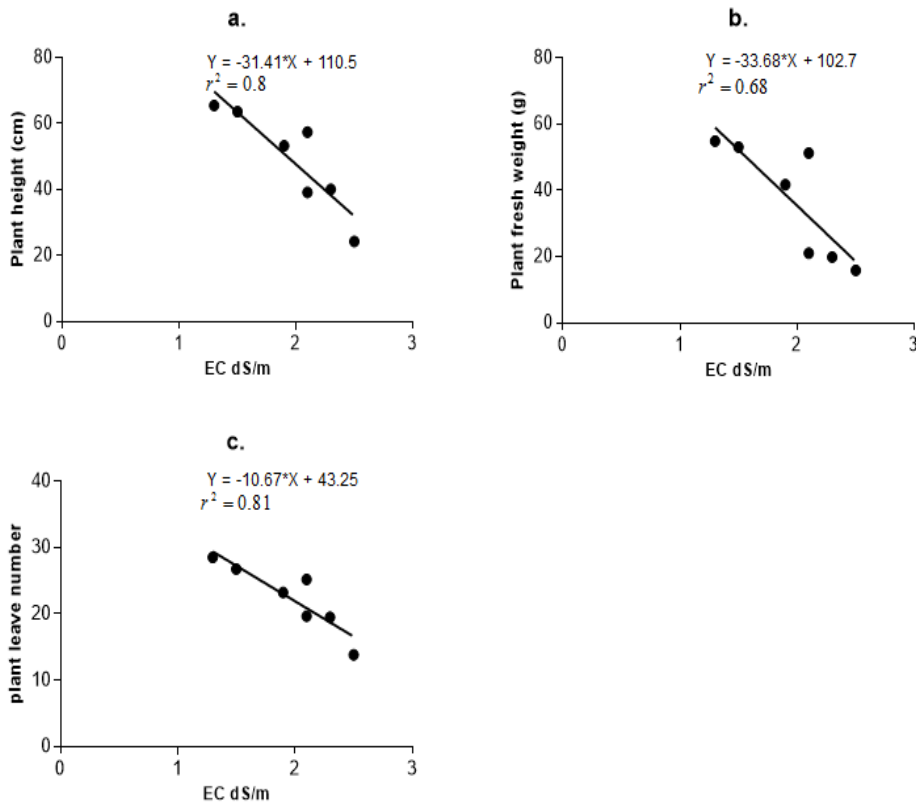 a.
Y = -31.41*X + 110.5
r² = 0.8
80
60
40
20
0
Plant height (cm)
0 1 2 3
EC dS/m
b.
Y = -33.68*X + 102.7
r² = 0.68
80
60
40
20
0
Plant fresh weight (g)
0 1 2 3
EC dS/m
c.
Y = -10.67*X + 43.25
r² = 0.81
40
30
20
10
0
plant leave number
0 1 2 3
EC dS/m